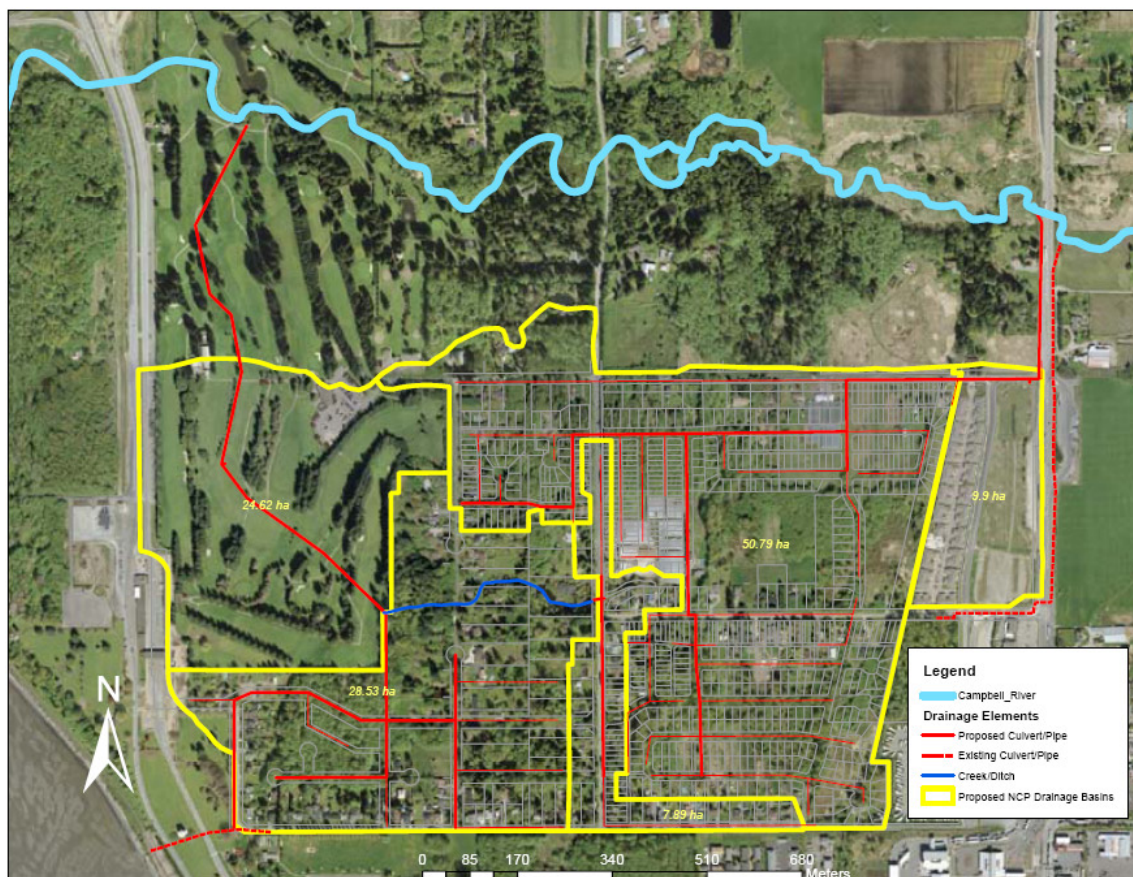 24.62 ha
9.9 ha
50.79 ha
28.53 ha
7.89 ha
N
Legend
Campbell_River
Drainage Elements
Proposed Culvert/Pipe
Existing Culvert/Pipe
Creek/Ditch
Proposed NCP Drainage Basins
0 85 170 340 510 680
Meters